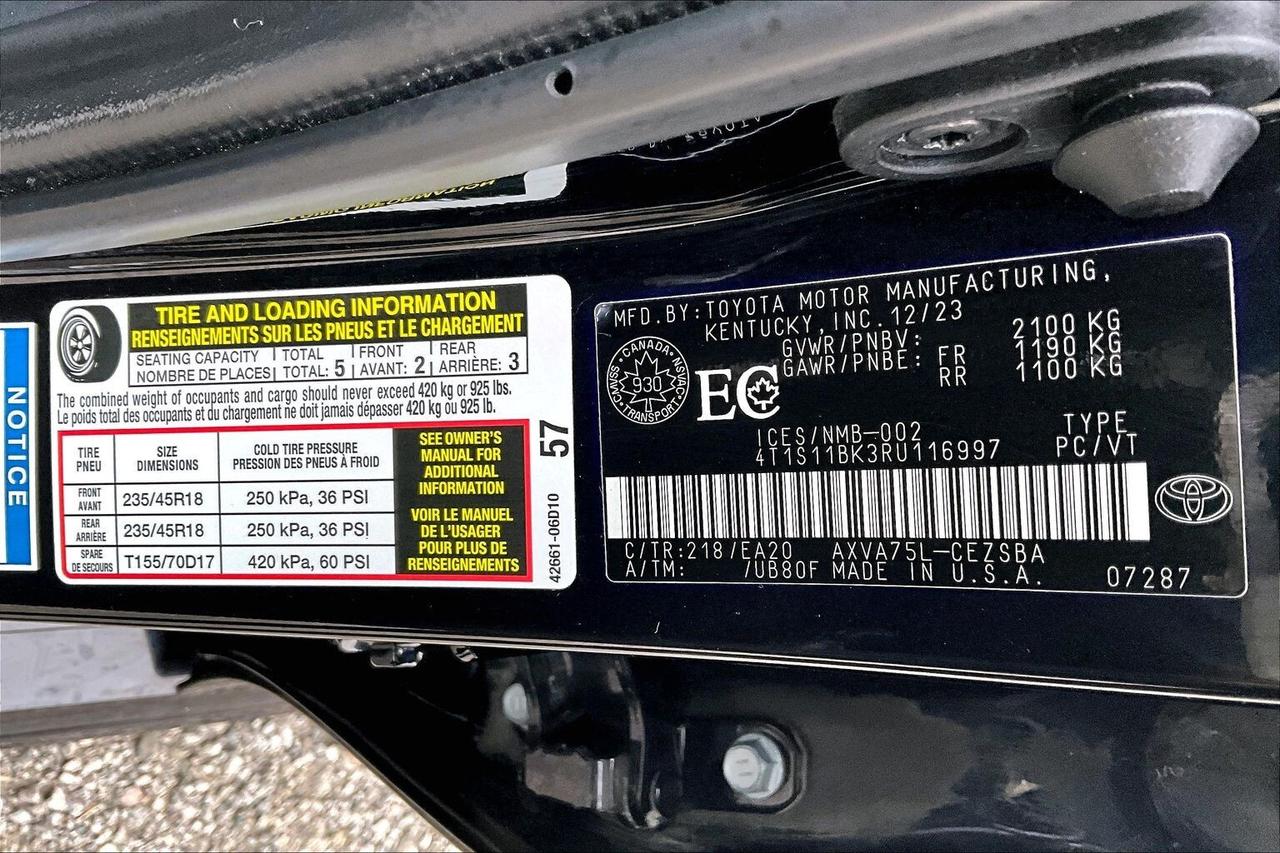 NOTICE
TIRE AND LOADING INFORMATION
RENSEIGNEMENTS SUR LES PNEUS ET LE CHARGEMENT
SEATING CAPACITY | TOTAL 5 | FRONT 2 | REAR 3
NOMBRE DE PLACES | TOTAL: | AVANT: | ARRIÈRE:
The combined weight of occupants and cargo should never exceed 420 kg or 925 lbs.
Le poids total des occupants et du chargement ne doit jamais dépasser 420 kg ou 925 lb.
TIRE PNEU
SIZE DIMENSIONS
COLD TIRE PRESSURE
PRESSION DES PNEUS À FROID
FRONT AVANT 235/45R18 250 kPa, 36 PSI
REAR ARRIÈRE 235/45R18 250 kPa, 36 PSI
SPARE DE SECOURS T155/70D17 420 kPa, 60 PSI
SEE OWNER'S
MANUAL FOR
ADDITIONAL
INFORMATION
VOIR LE MANUEL
DE L'USAGER
POUR PLUS DE
RENSEIGNEMENTS
57
42661-06D10
MFD.BY:TOYOTA MOTOR MANUFACTURING,
KENTUCKY,INC.12/23
GVWR/PNBV: 2100 KG
GAWR/PNBE: FR 1190 KG
RR 1100 KG
CANADA
CMVSS 930 NSVAC
TRANSPORT
EC
ICES/NMB-002
TYPE
4T1S11BK3RU116997 PC/VT
C/TR:218/EA20 AXVA75L-CEZSBA
A/TM: /UB80F MADE IN U.S.A. 07287